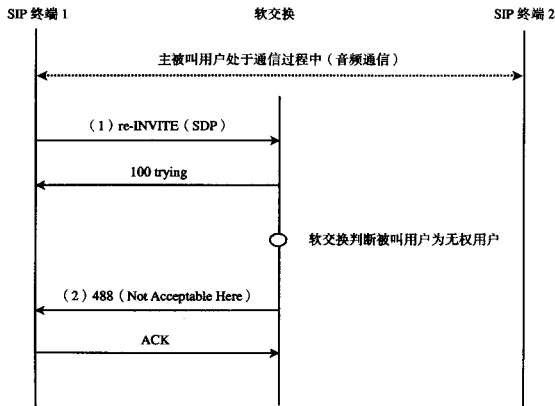 SIP 终端 1
软交换
SIP 终端 2
主被叫用户处于通信过程中（音频通信）
（1）re-INVITE（SDP）
100 trying
软交换判断被叫用户为无权用户
（2）488（Not Acceptable Here）
ACK